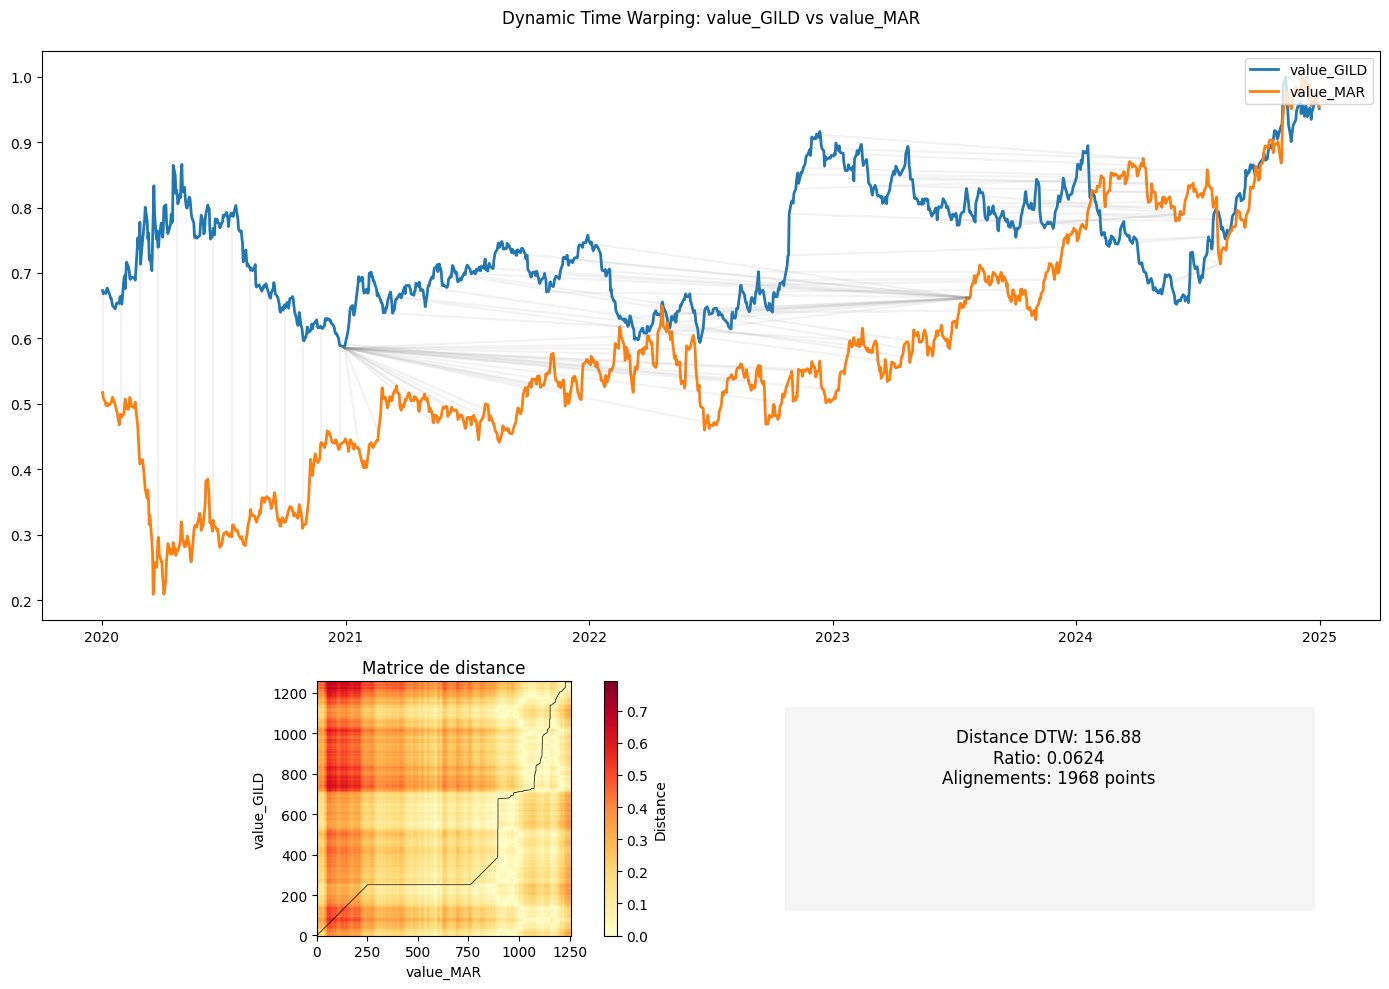 Dynamic Time Warping: value_GILD vs value_MAR
value_GILD
value_MAR
1.0
0.9
0.8
0.7
0.6
0.5
0.4
0.3
0.2
2020 2021 2022 2023 2024 2025
Matrice de distance
value_GILD
1200
1000
800
600
400
200
0
0 250 500 750 1000 1250
value_MAR
0.7
0.6
0.5
0.4
0.3
0.2
0.1
0.0
Distance
Distance DTW: 156.88
Ratio: 0.0624
Alignements: 1968 points